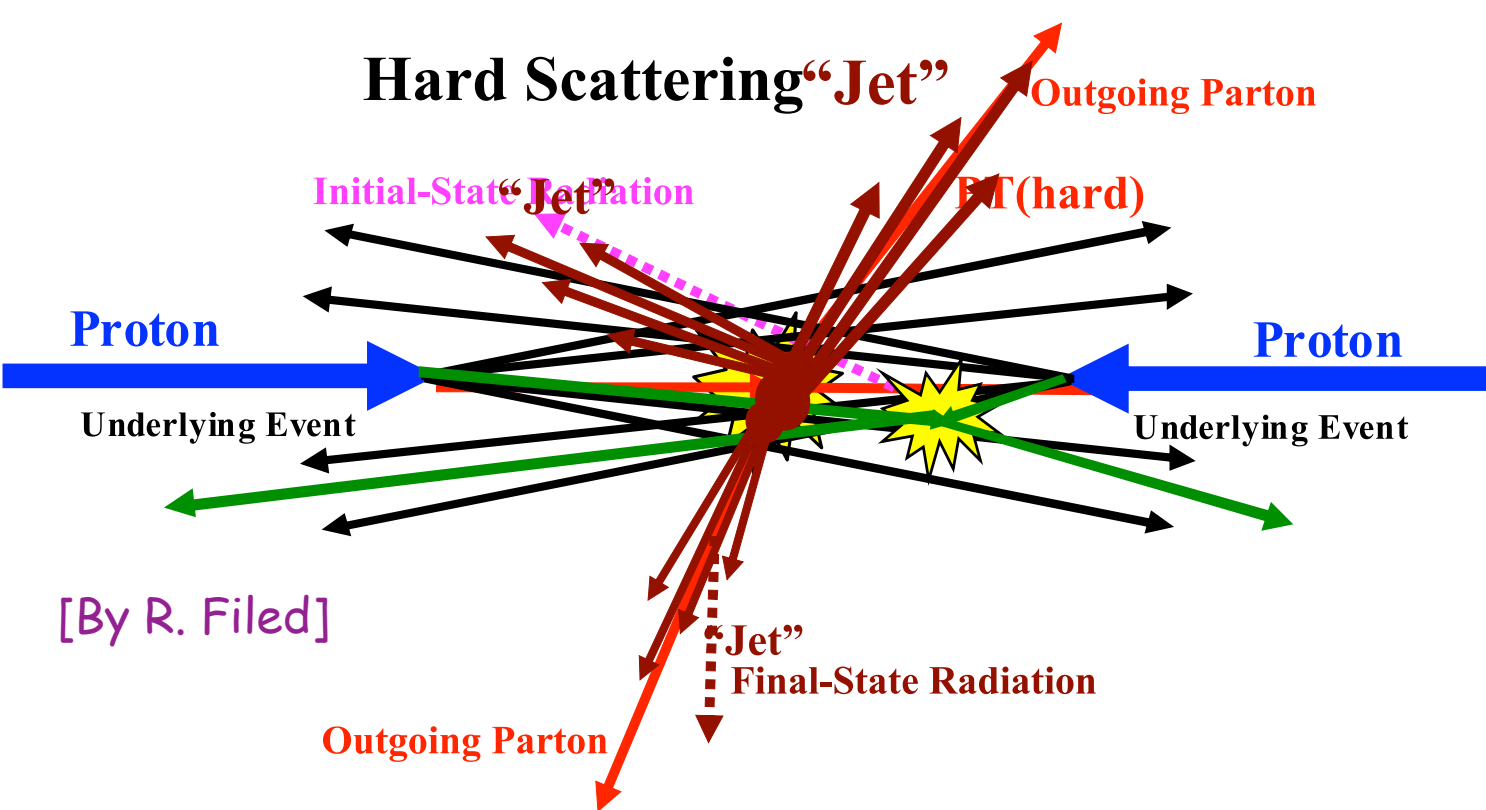 Hard Scattering “Jet”
Outgoing Parton
Initial-State Radiation
“Jet”
PT(hard)
Proton
Proton
Underlying Event
Underlying Event
[By R. Filed]
“Jet”
Final-State Radiation
Outgoing Parton